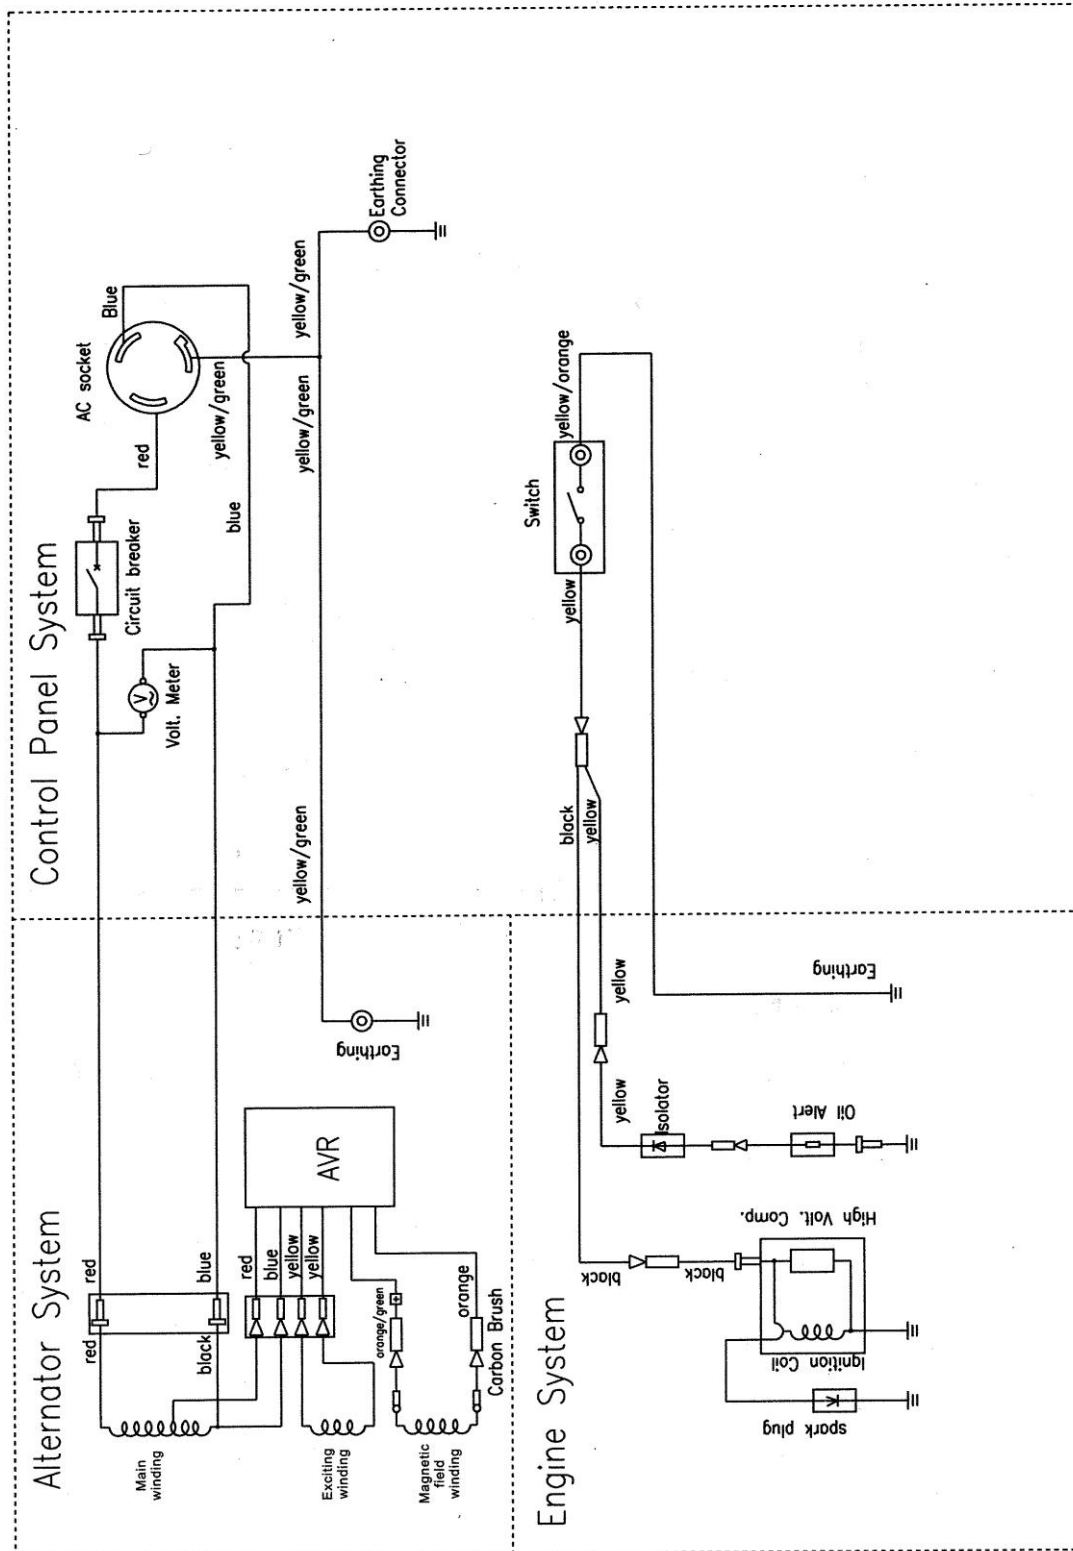 Control Panel System
AC socket
Blue
red
Circuit breaker
Volt. Meter
V
yellow/green
blue
yellow/green
yellow/green
yellow/green
Earthing
Connector
Switch
yellow/orange
yellow
black
yellow
Alternator System
red
red
blue
black
Main
winding
AVR
red
blue
yellow
yellow
Exciting
winding
orange/green
orange
Magnetic
field
winding
Carbon Brush
Earthing
Engine System
Earthing
yellow
yellow
Isolator
Oil Alert
black
black
High Volt. Comp.
Ignition Coil
spark plug